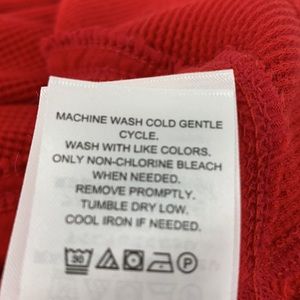 MACHINE WASH COLD GENTLE
CYCLE.
WASH WITH LIKE COLORS.
ONLY NON-CHLORINE BLEACH
WHEN NEEDED.
REMOVE PROMPTLY.
TUMBLE DRY LOW.
COOL IRON IF NEEDED.
30 P